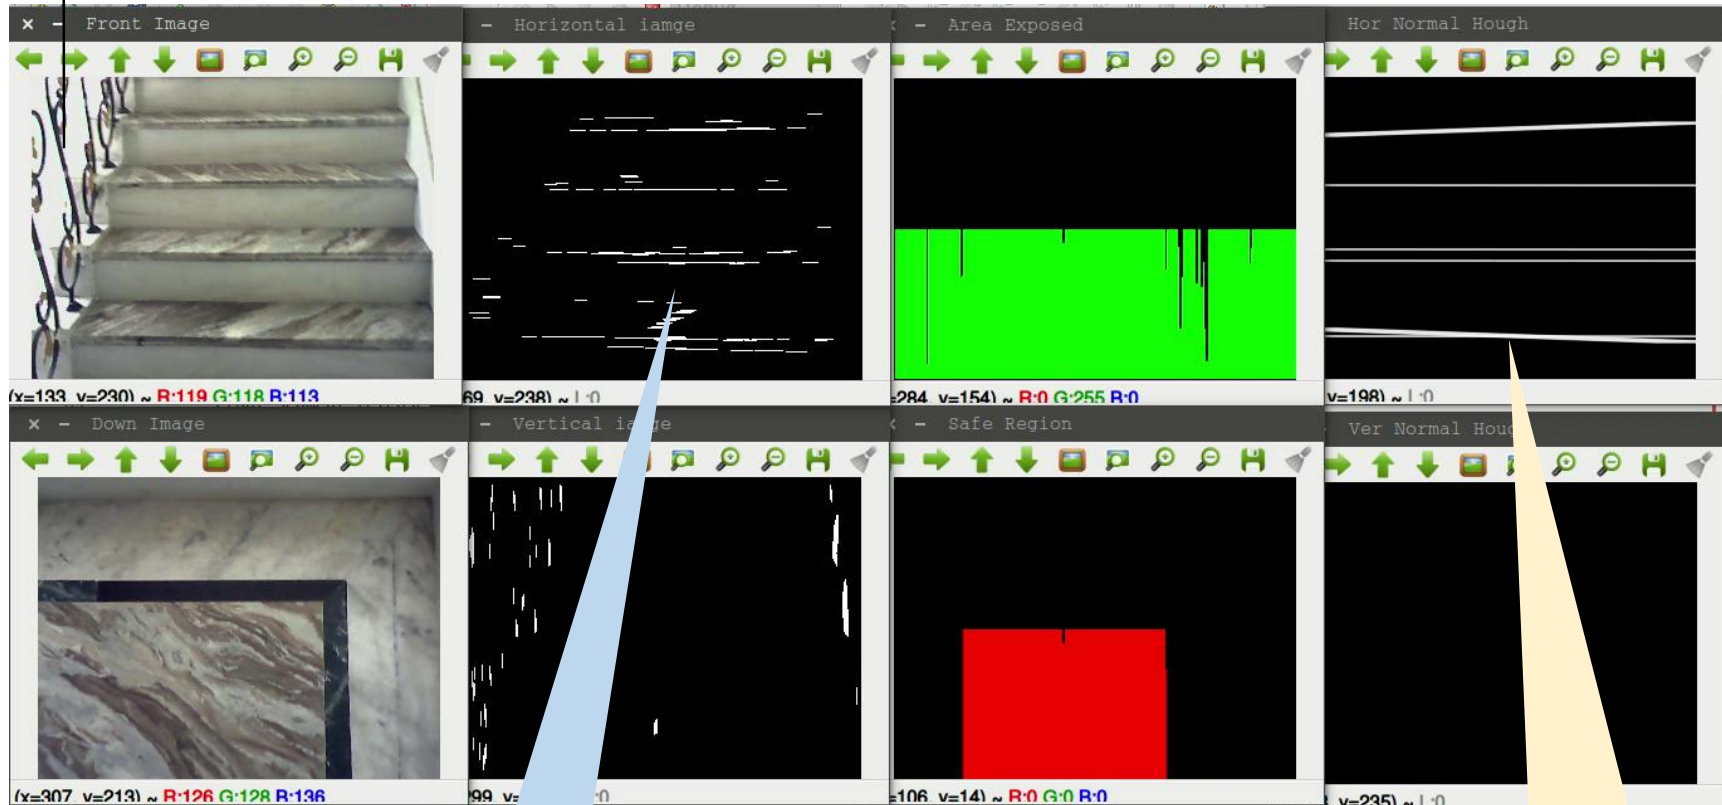 Front Image
Horizontal iamge
Area Exposed
Hor Normal Hough
(x=133, y=230) ~ R:119 G:118 B:113
69, y=238) ~ L:0
=284, y=154) ~ R:0 G:255 B:0
y=198) ~ L:0
Down Image
Vertical ia ge
Safe Region
Ver Normal Houg
(x=307, y=213) ~ R:126 G:128 B:136
299, y= :0
=106, y=14) ~ R:0 G:0 B:0
y=235) ~ L:0